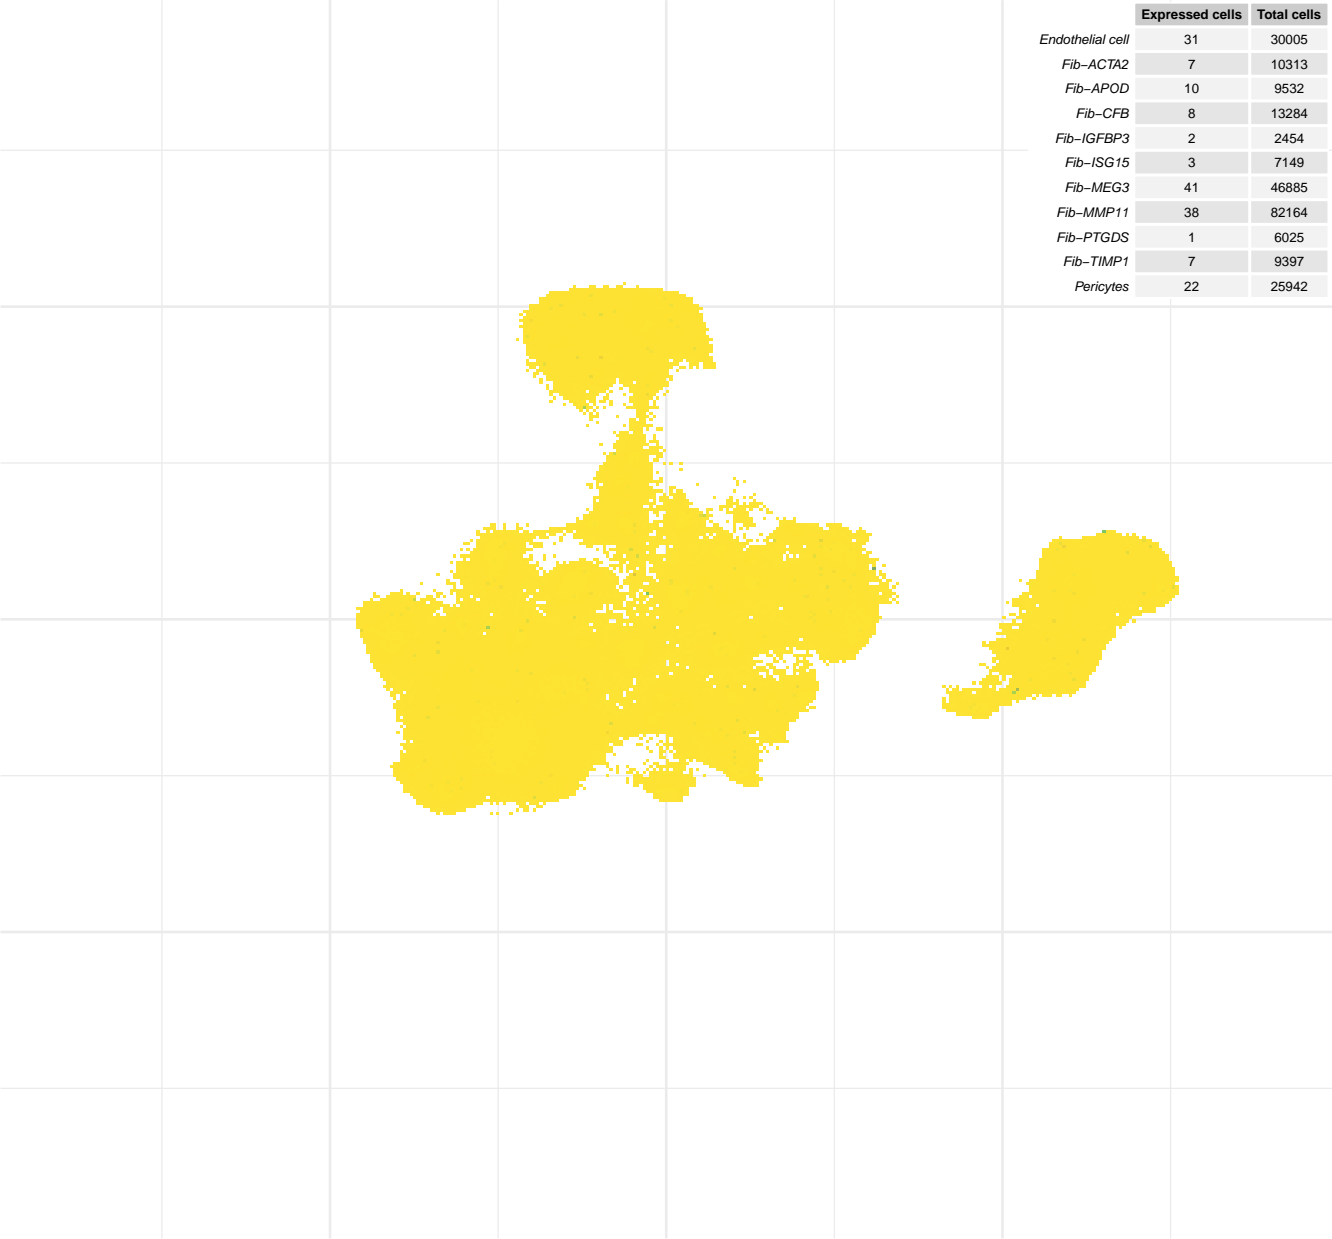 Expressed cells Total cells
Endothelial cell 31 30005
Fib−ACTA2 7 10313
Fib−APOD 10 9532
Fib−CFB 8 13284
Fib−IGFBP3 2 2454
Fib−ISG15 3 7149
Fib−MEG3 41 46885
Fib−MMP11 38 82164
Fib−PTGDS 1 6025
Fib−TIMP1 7 9397
Pericytes 22 25942